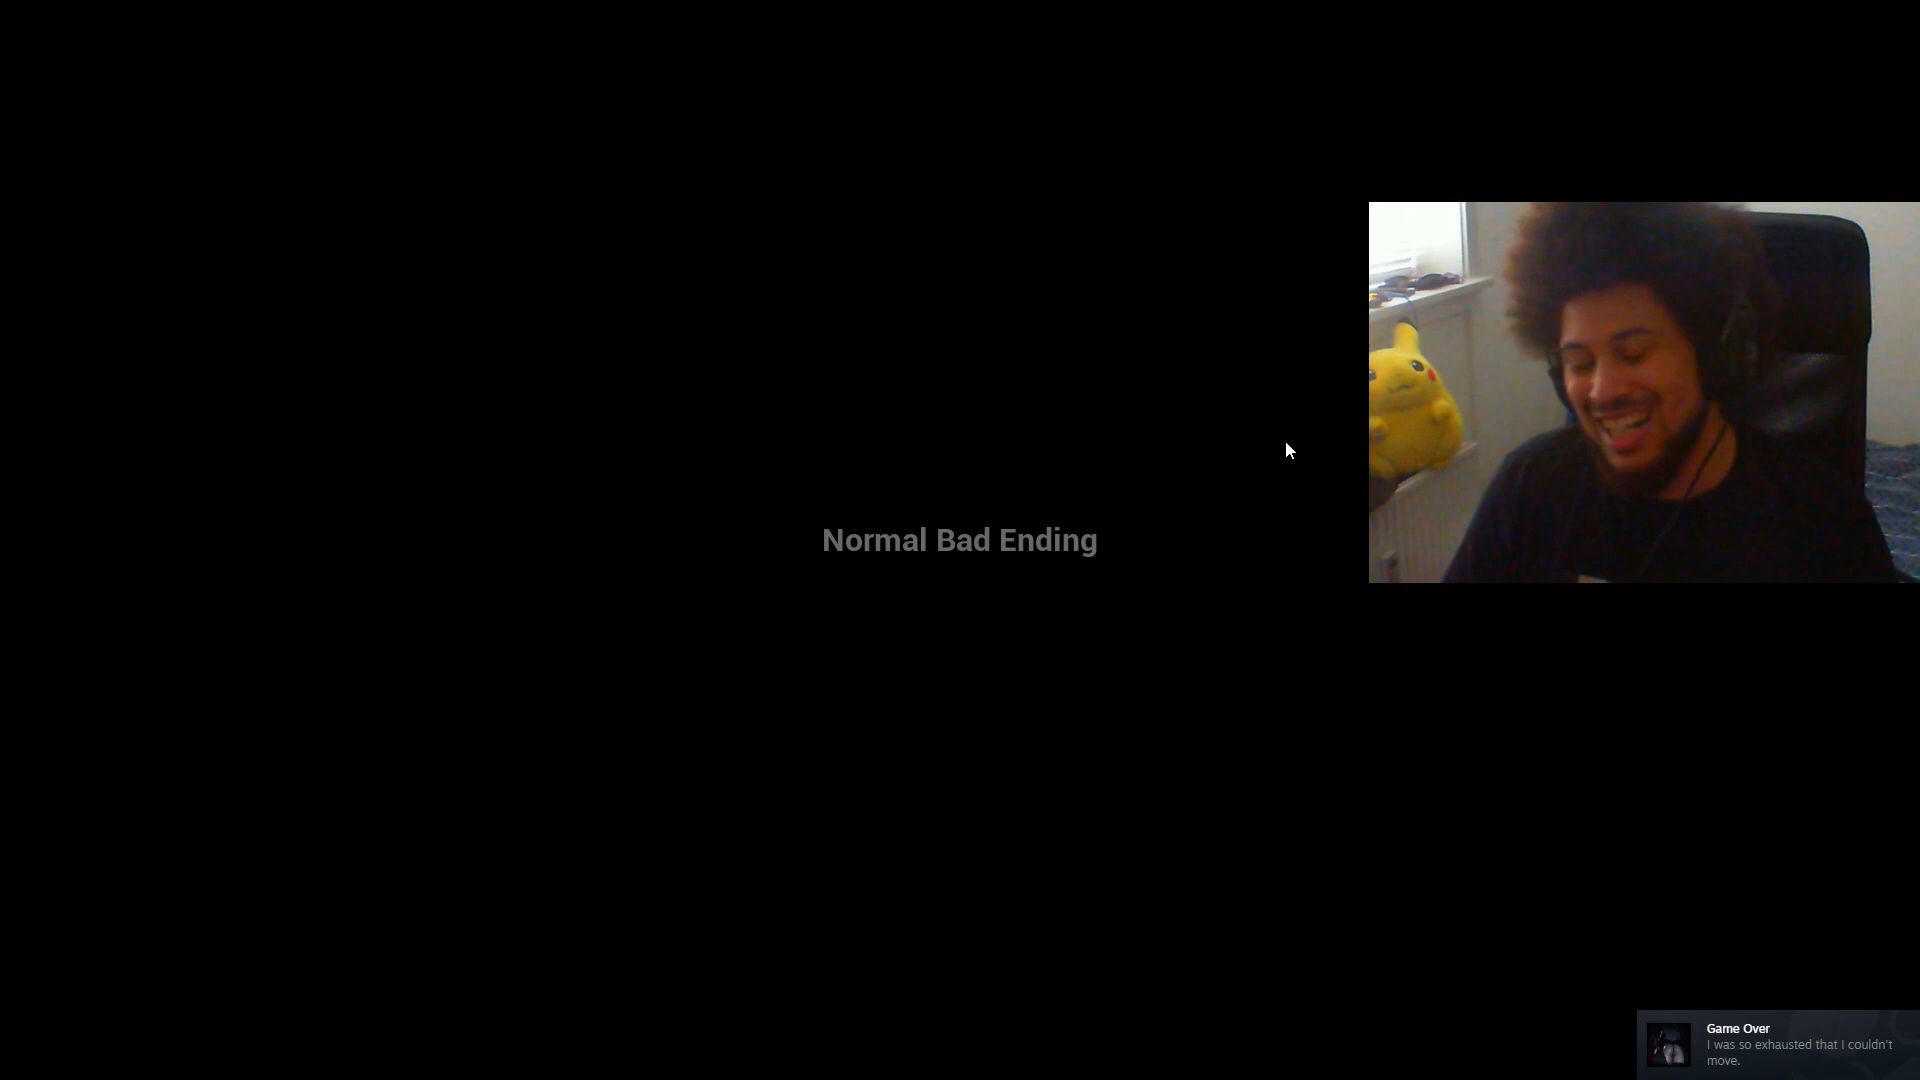 Normal Bad Ending
Game Over
I was so exhausted that I couldn't
move.